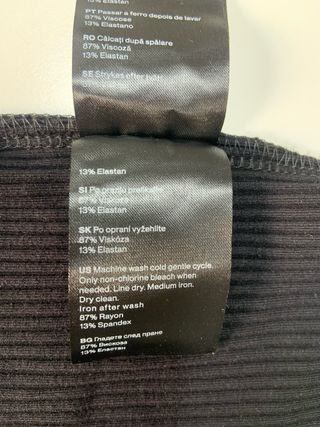 13% Elastan
PT Passar a ferro depois de lavar
87% Viscose
13% Elastano
RO Călcați după spălare
87% Viscoză
13% Elastan
SE Strykes efter
13% Elastan
SI Po pranju prelikajte
87% Viskoza
13% Elastan
SK Po opraní vyžehlite
87% Viskóza
13% Elastan
US Machine wash cold gentle cycle.
Only non-chlorine bleach when
needed. Line dry. Medium iron.
Dry clean.
Iron after wash
87% Rayon
13% Spandex
BG Гладете след пране
87% Вискоза
13% Еластан